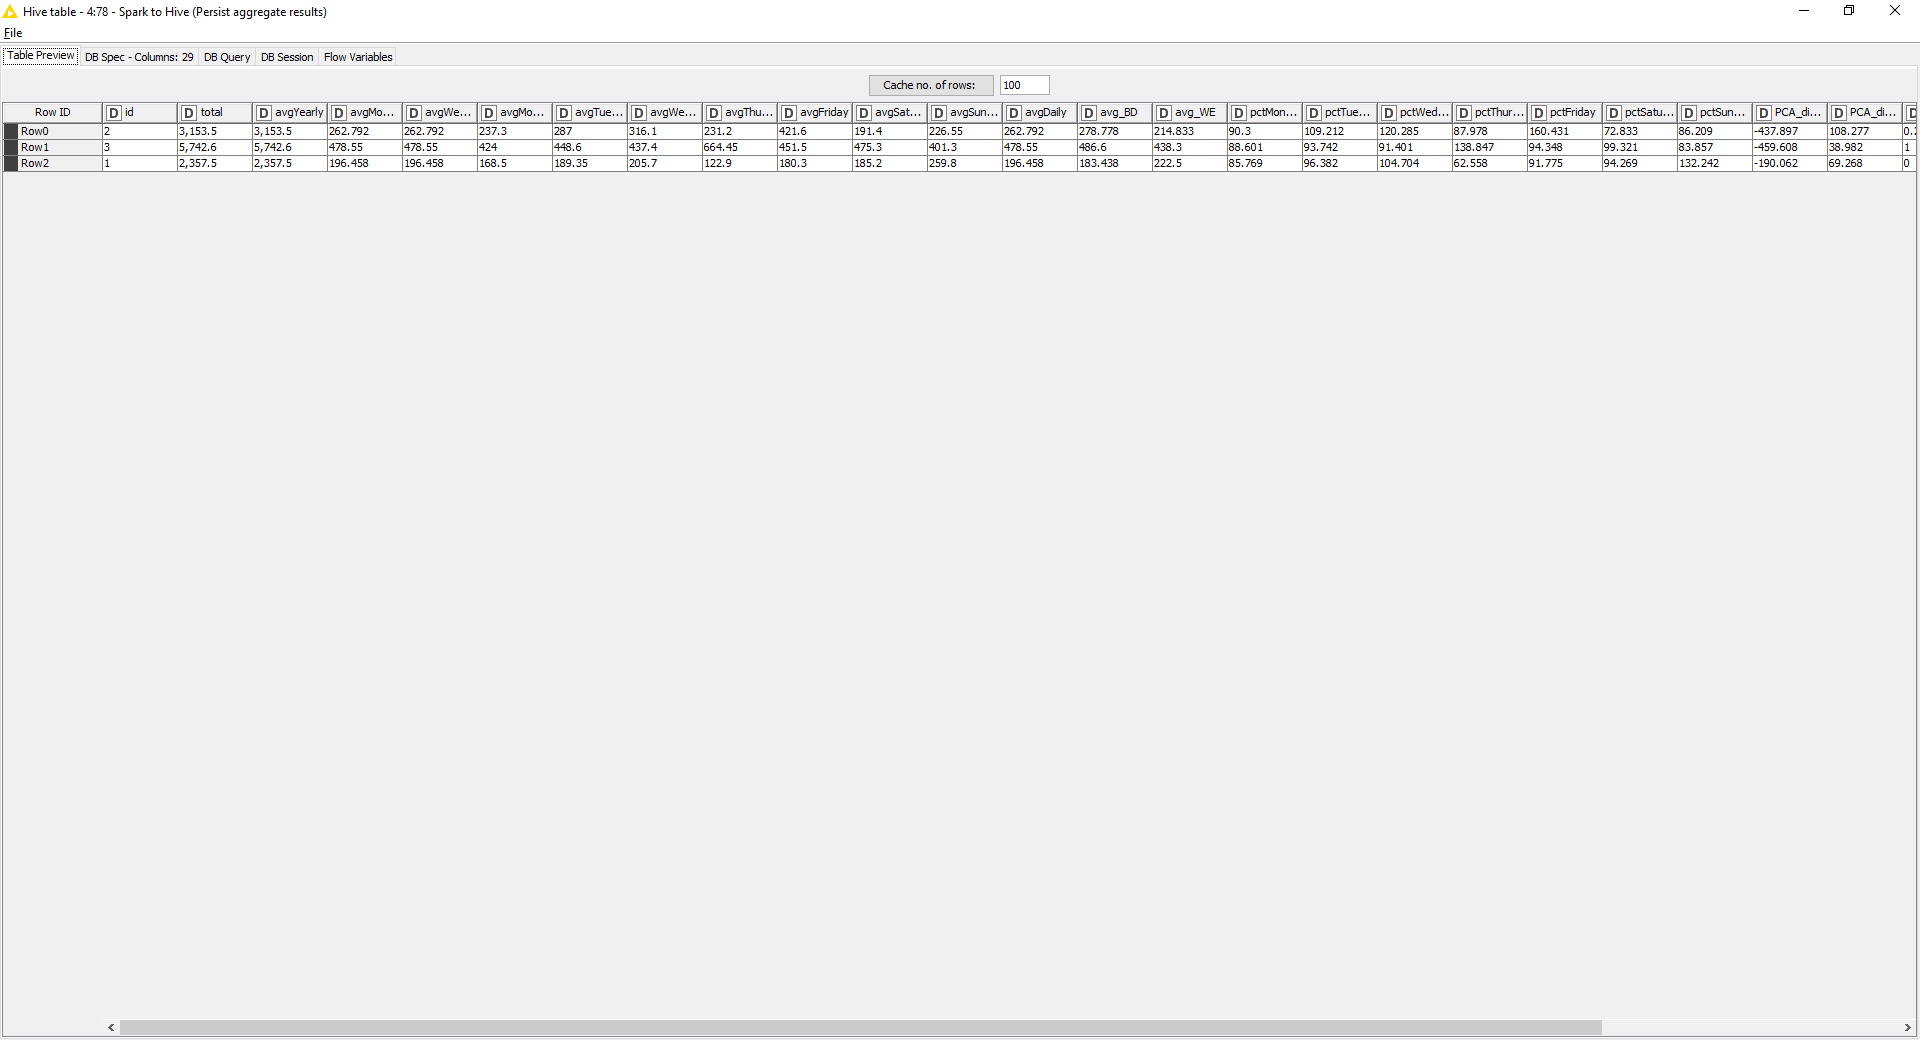 Hive table - 4:78 - Spark to Hive (Persist aggregate results)
File
Table Preview DB Spec - Columns: 29 DB Query DB Session Flow Variables
Cache no. of rows: 100
Row ID D id D total D avgYearly D avgMo... D avgWe... D avgMo... D avgTue... D avgWe... D avgThu... D avgFriday D avgSat... D avgSun... D avgDaily D avg_BD D avg_WE D pctMon... D pctTue... D pctWed... D pctThur... D pctFriday D pctSatu... D pctSun... D PCA_di... D PCA_di... D
Row0 2 3,153.5 3,153.5 262.792 262.792 237.3 287 316.1 231.2 421.6 191.4 226.55 262.792 278.778 214.833 90.3 109.212 120.285 87.978 160.431 72.833 86.209 -437.897 108.277
Row1 3 5,742.6 5,742.6 478.55 478.55 424 448.6 437.4 664.45 451.5 475.3 401.3 478.55 486.6 438.3 88.601 93.742 91.401 138.847 94.348 99.321 83.857 -459.608 38.982 1
Row2 1 2,357.5 2,357.5 196.458 196.458 168.5 189.35 205.7 122.9 180.3 185.2 259.8 196.458 183.438 222.5 85.769 96.382 104.704 62.558 91.775 94.269 132.242 -190.062 69.268 0